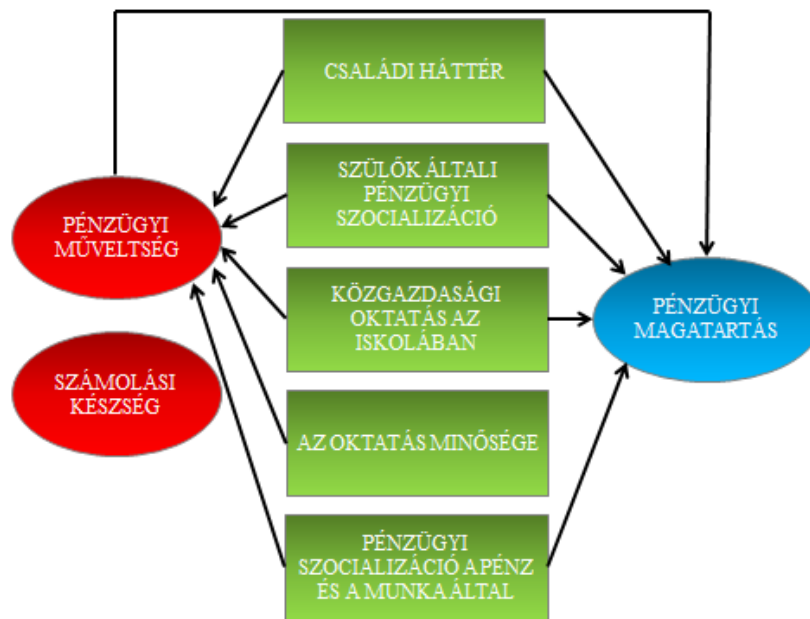 CSALÁDI HÁTTÉR
SZÜLŐK ÁLTALI
PÉNZÜGYI
SZOCIALIZÁCIÓ
PÉNZÜGYI
MŰVELTSÉG
KÖZGAZDASÁGI
OKTATÁS AZ
ISKOLÁBAN
PÉNZÜGYI
MAGATARTÁS
SZÁMOLÁSI
KÉSZSÉG
AZ OKTATÁS MINŐSÉGE
PÉNZÜGYI
SZOCIALIZÁCIÓ A PÉNZ
ÉS A MUNKA ÁLTAL